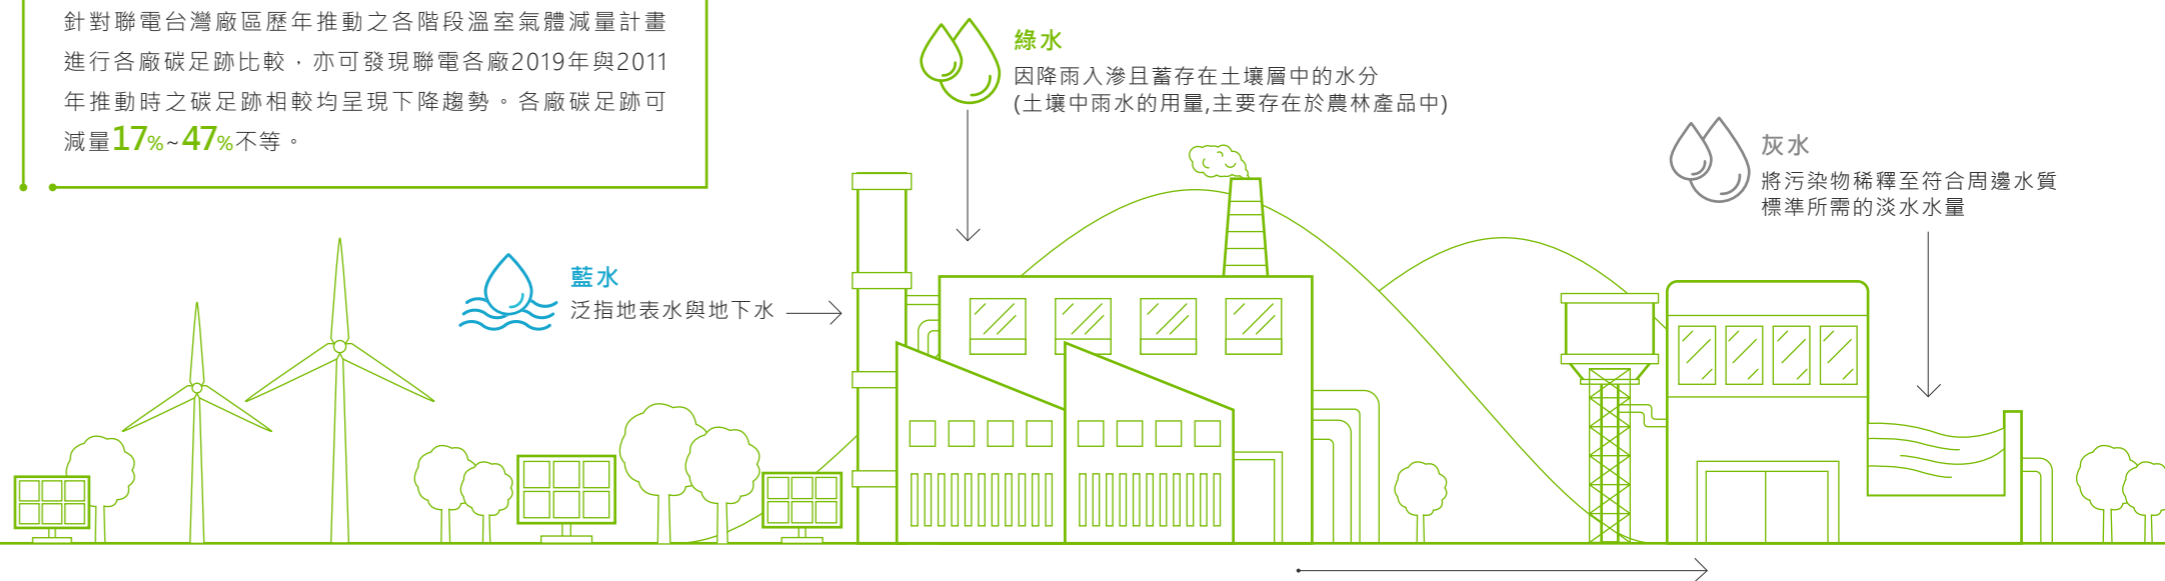 針對聯電台灣廠區歷年推動之各階段溫室氣體減量計畫
進行各廠碳足跡比較，亦可發現聯電各廠2019年與2011
年推動時之碳足跡相較均呈現下降趨勢。各廠碳足跡可
減量17%~47%不等。
綠水
因降雨入滲且蓄存在土壤層中的水分
(土壤中雨水的用量,主要存在於農林產品中)
灰水
將污染物稀釋至符合周邊水質
標準所需的淡水水量
藍水
泛指地表水與地下水